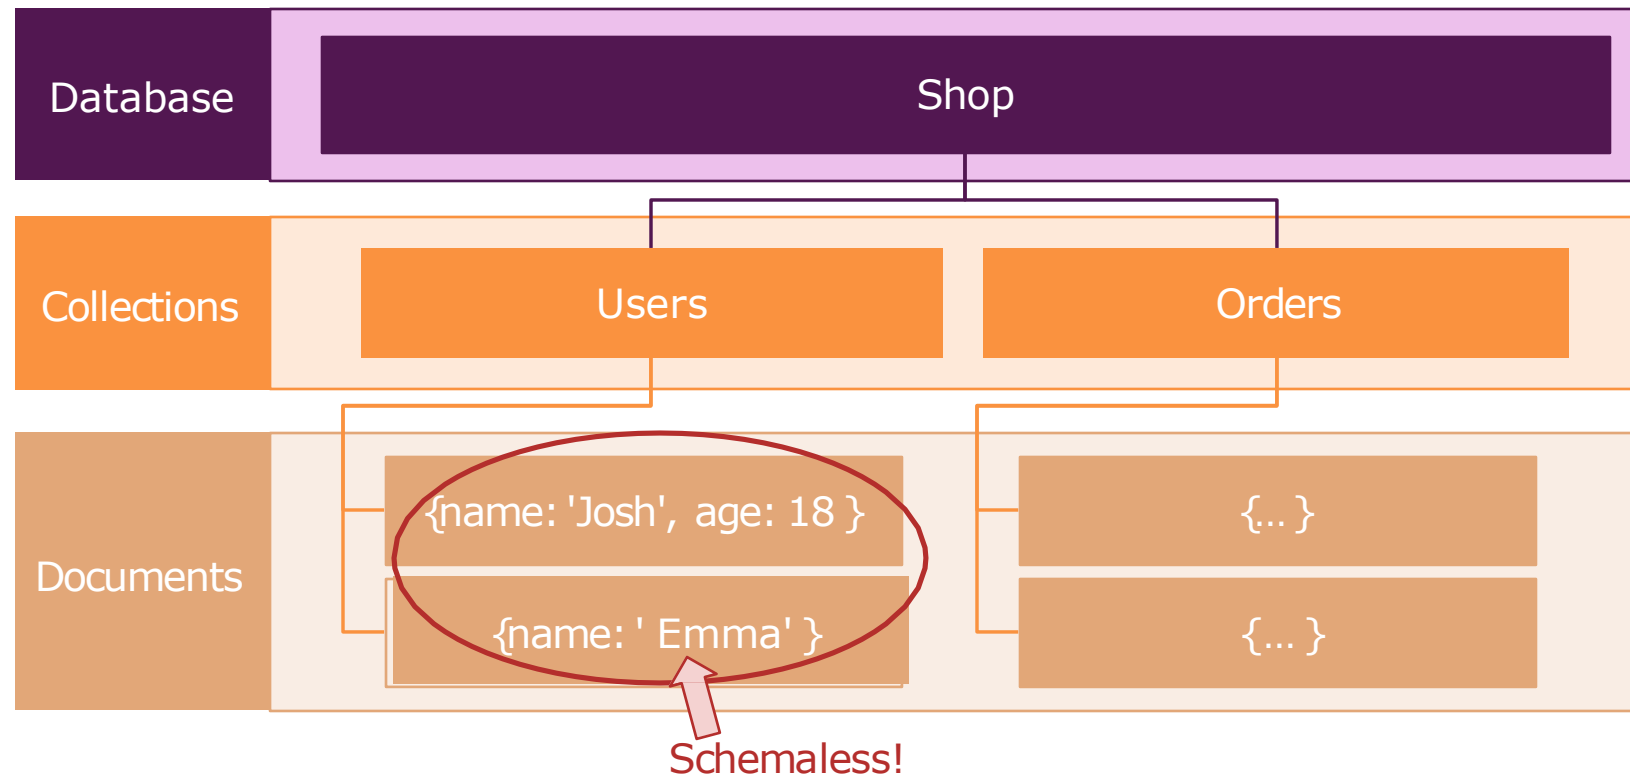 Database
Shop
Collections
Users
Orders
Documents
{name: 'Josh', age: 18 }
{... }
{name: ' Emma' }
{... }
Schemaless!